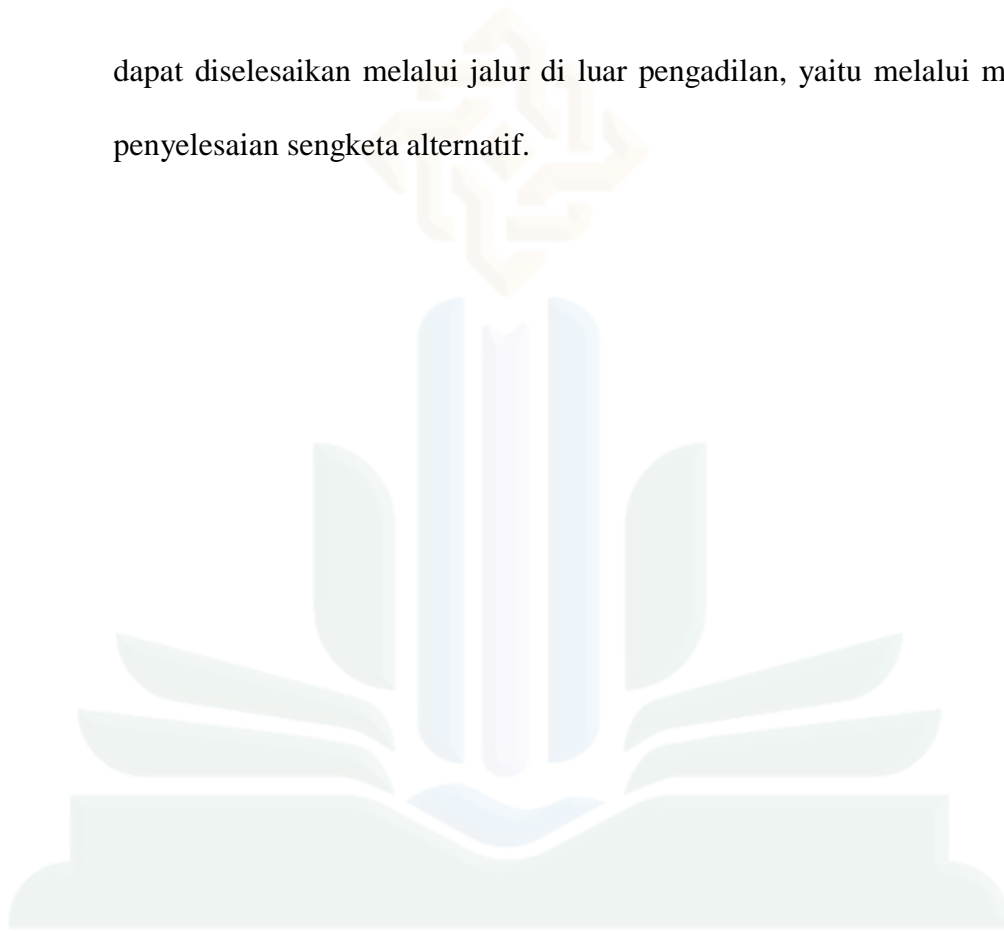 dapat diselesaikan melalui jalur di luar pengadilan, yaitu melalui
penyelesaian sengketa alternatif.